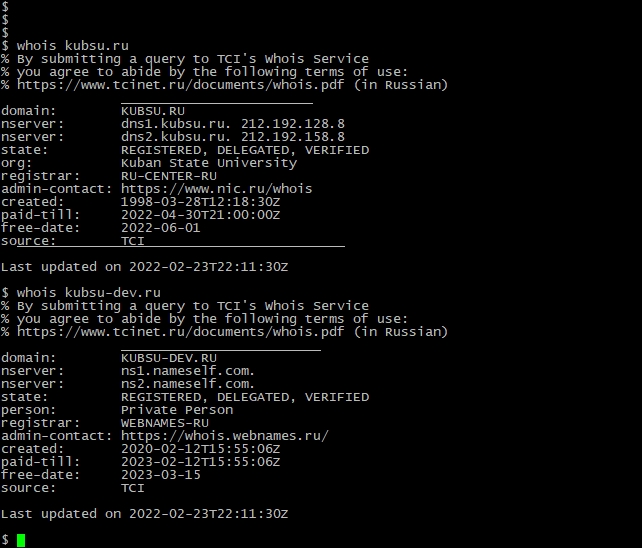 $
$
$
$ whois kubsu.ru
% By submitting a query to TCI's Whois Service
% you agree to abide by the following terms of use:
% https://www.tcinet.ru/documents/whois.pdf (in Russian)
domain: KUBSU.RU
nserver: dns1.kubsu.ru. 212.192.128.8
nserver: dns2.kubsu.ru. 212.192.158.8
state: REGISTERED, DELEGATED, VERIFIED
org: Kuban State University
registrar: RU-CENTER-RU
admin-contact: https://www.nic.ru/whois
created: 1998-03-28T12:18:30Z
paid-till: 2022-04-30T21:00:00Z
free-date: 2022-06-01
source: TCI
Last updated on 2022-02-23T22:11:30Z
$ whois kubsu-dev.ru
% By submitting a query to TCI's Whois Service
% you agree to abide by the following terms of use:
% https://www.tcinet.ru/documents/whois.pdf (in Russian)
domain: KUBSU-DEV.RU
nserver: ns1.nameself.com.
nserver: ns2.nameself.com.
state: REGISTERED, DELEGATED, VERIFIED
person: Private Person
registrar: WEBNAMES-RU
admin-contact: https://whois.webnames.ru/
created: 2020-02-12T15:55:06Z
paid-till: 2023-02-12T15:55:06Z
free-date: 2023-03-15
source: TCI
Last updated on 2022-02-23T22:11:30Z
$